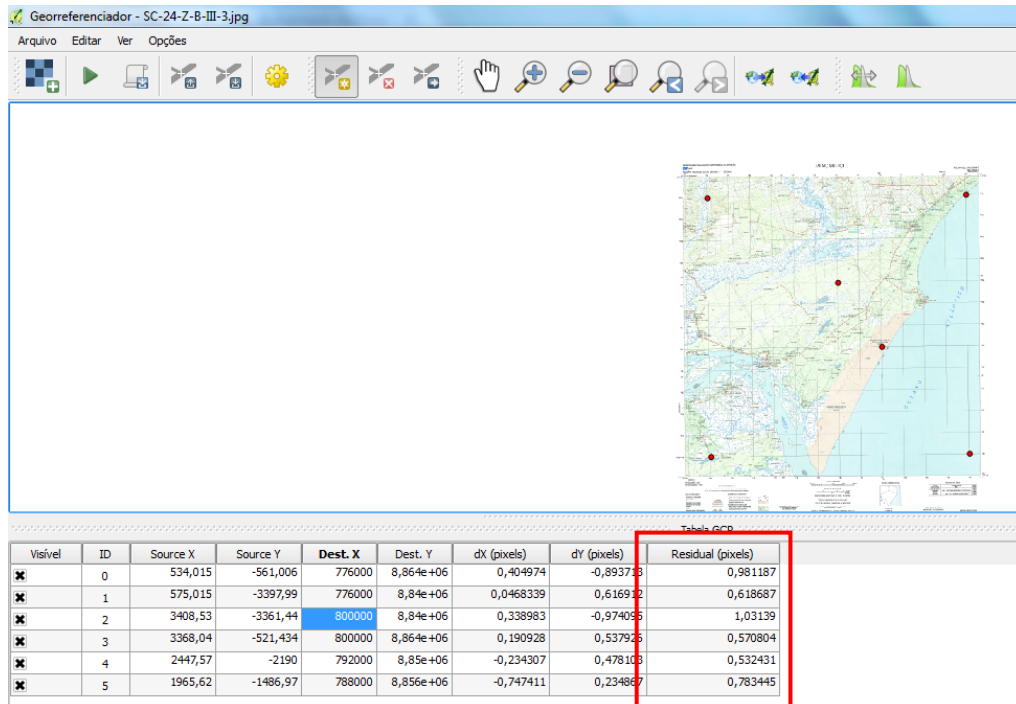 Georreferenciador - SC-24-Z-B-III-3.jpg
Arquivo Editar Ver Opções
Tabela GCP
Visível ID Source X Source Y Dest. X Dest. Y dX (pixels) dY (pixels) Residual (pixels)
0 534,015 -561,006 776000 8,864e+06 0,404974 -0,893713 0,981187
1 575,015 -3397,99 776000 8,84e+06 0,0468339 0,616912 0,618687
2 3408,53 -3361,44 800000 8,84e+06 0,338983 -0,974095 1,03139
3 3368,04 -521,434 800000 8,864e+06 0,190928 0,537926 0,570804
4 2447,57 -2190 792000 8,85e+06 -0,234307 0,478103 0,532431
5 1965,62 -1486,97 788000 8,856e+06 -0,747411 0,234867 0,783445